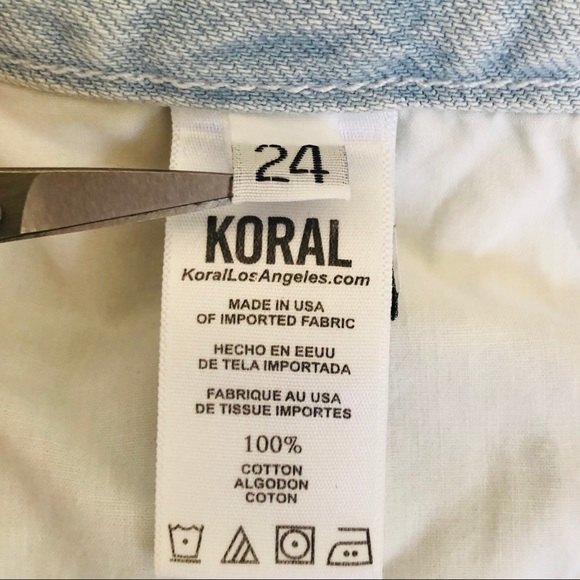 24
KORAL
KoralLosAngeles.com
MADE IN USA
OF IMPORTED FABRIC
HECHO EN EEUU
DE TELA IMPORTADA
FABRIQUE AU USA
DE TISSUE IMPORTES
100%
COTTON
ALGODON
COTON